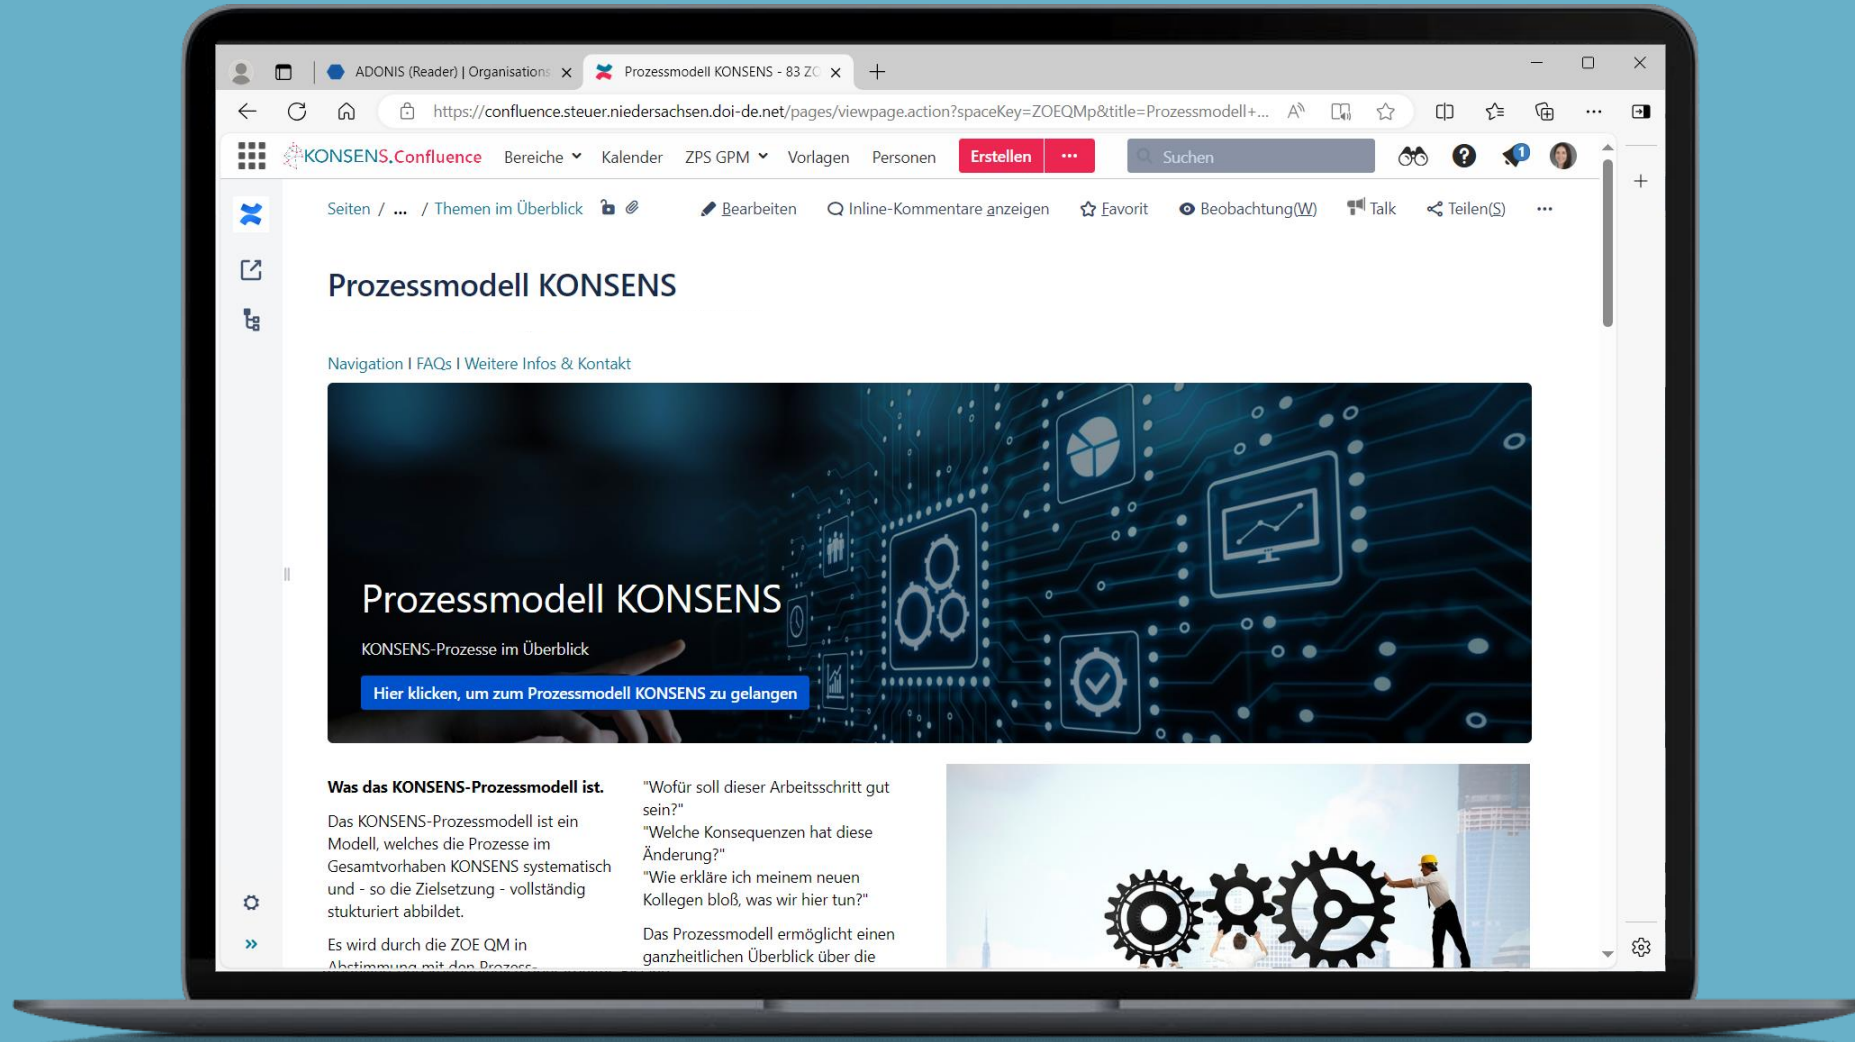 ADONIS (Reader) | Organisations
Prozessmodell KONSENS - 83 ZO
https://confluence.steuer.niedersachsen.doi-de.net/pages/viewpage.action?spaceKey=ZOEQMp&title=Prozessmodell+...
KONSENS.Confluence Bereiche Kalender ZPS GPM Vorlagen Personen Erstellen ... Suchen 1
Seiten / ... / Themen im Überblick Bearbeiten Inline-Kommentare anzeigen Favorit Beobachtung(W) Talk Teilen(S) ...
Prozessmodell KONSENS
Navigation I FAQs I Weitere Infos & Kontakt
Prozessmodell KONSENS
KONSENS-Prozesse im Überblick
Hier klicken, um zum Prozessmodell KONSENS zu gelangen
Was das KONSENS-Prozessmodell ist.
Das KONSENS-Prozessmodell ist ein
Modell, welches die Prozesse im
Gesamtvorhaben KONSENS systematisch
und - so die Zielsetzung - vollständig
stukturiert abbildet.
Es wird durch die ZOE QM in
Abstimmung mit den Prozess-
"Wofür soll dieser Arbeitsschritt gut
sein?"
"Welche Konsequenzen hat diese
Änderung?"
"Wie erkläre ich meinem neuen
Kollegen bloß, was wir hier tun?"
Das Prozessmodell ermöglicht einen
ganzheitlichen Überblick über die